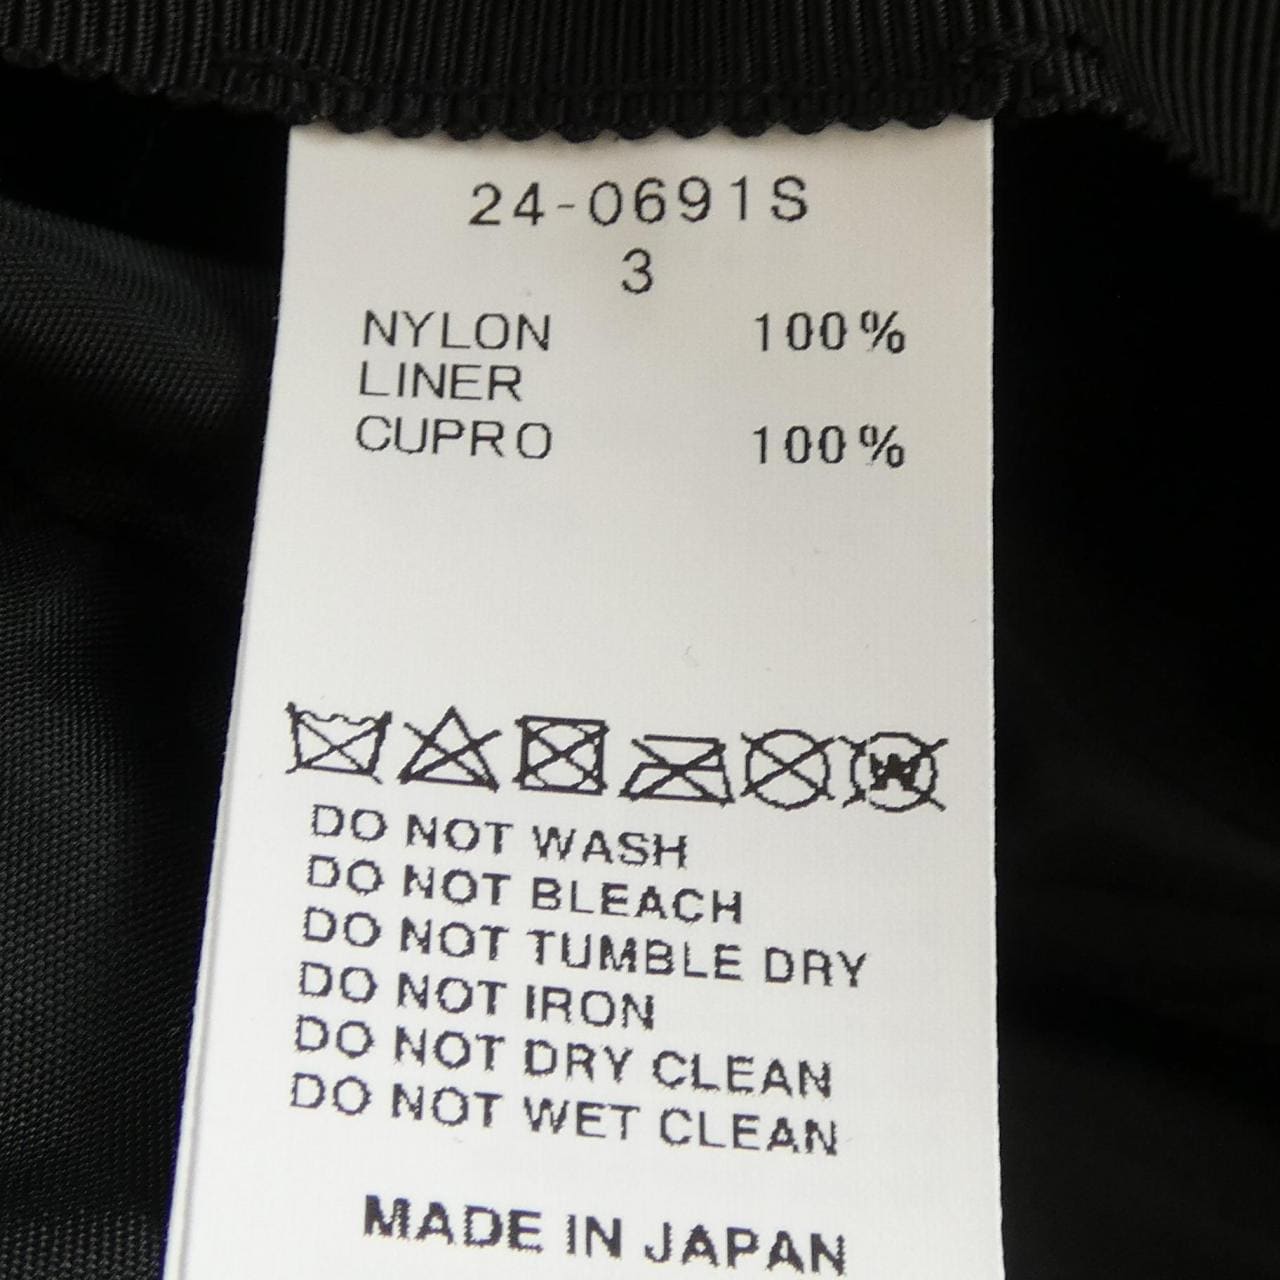 24-0691S
3
NYLON 100%
LINER
CUPRO 100%
W
DO NOT WASH
DO NOT BLEACH
DO NOT TUMBLE DRY
DO NOT IRON
DO NOT DRY CLEAN
DO NOT WET CLEAN
MADE IN JAPAN